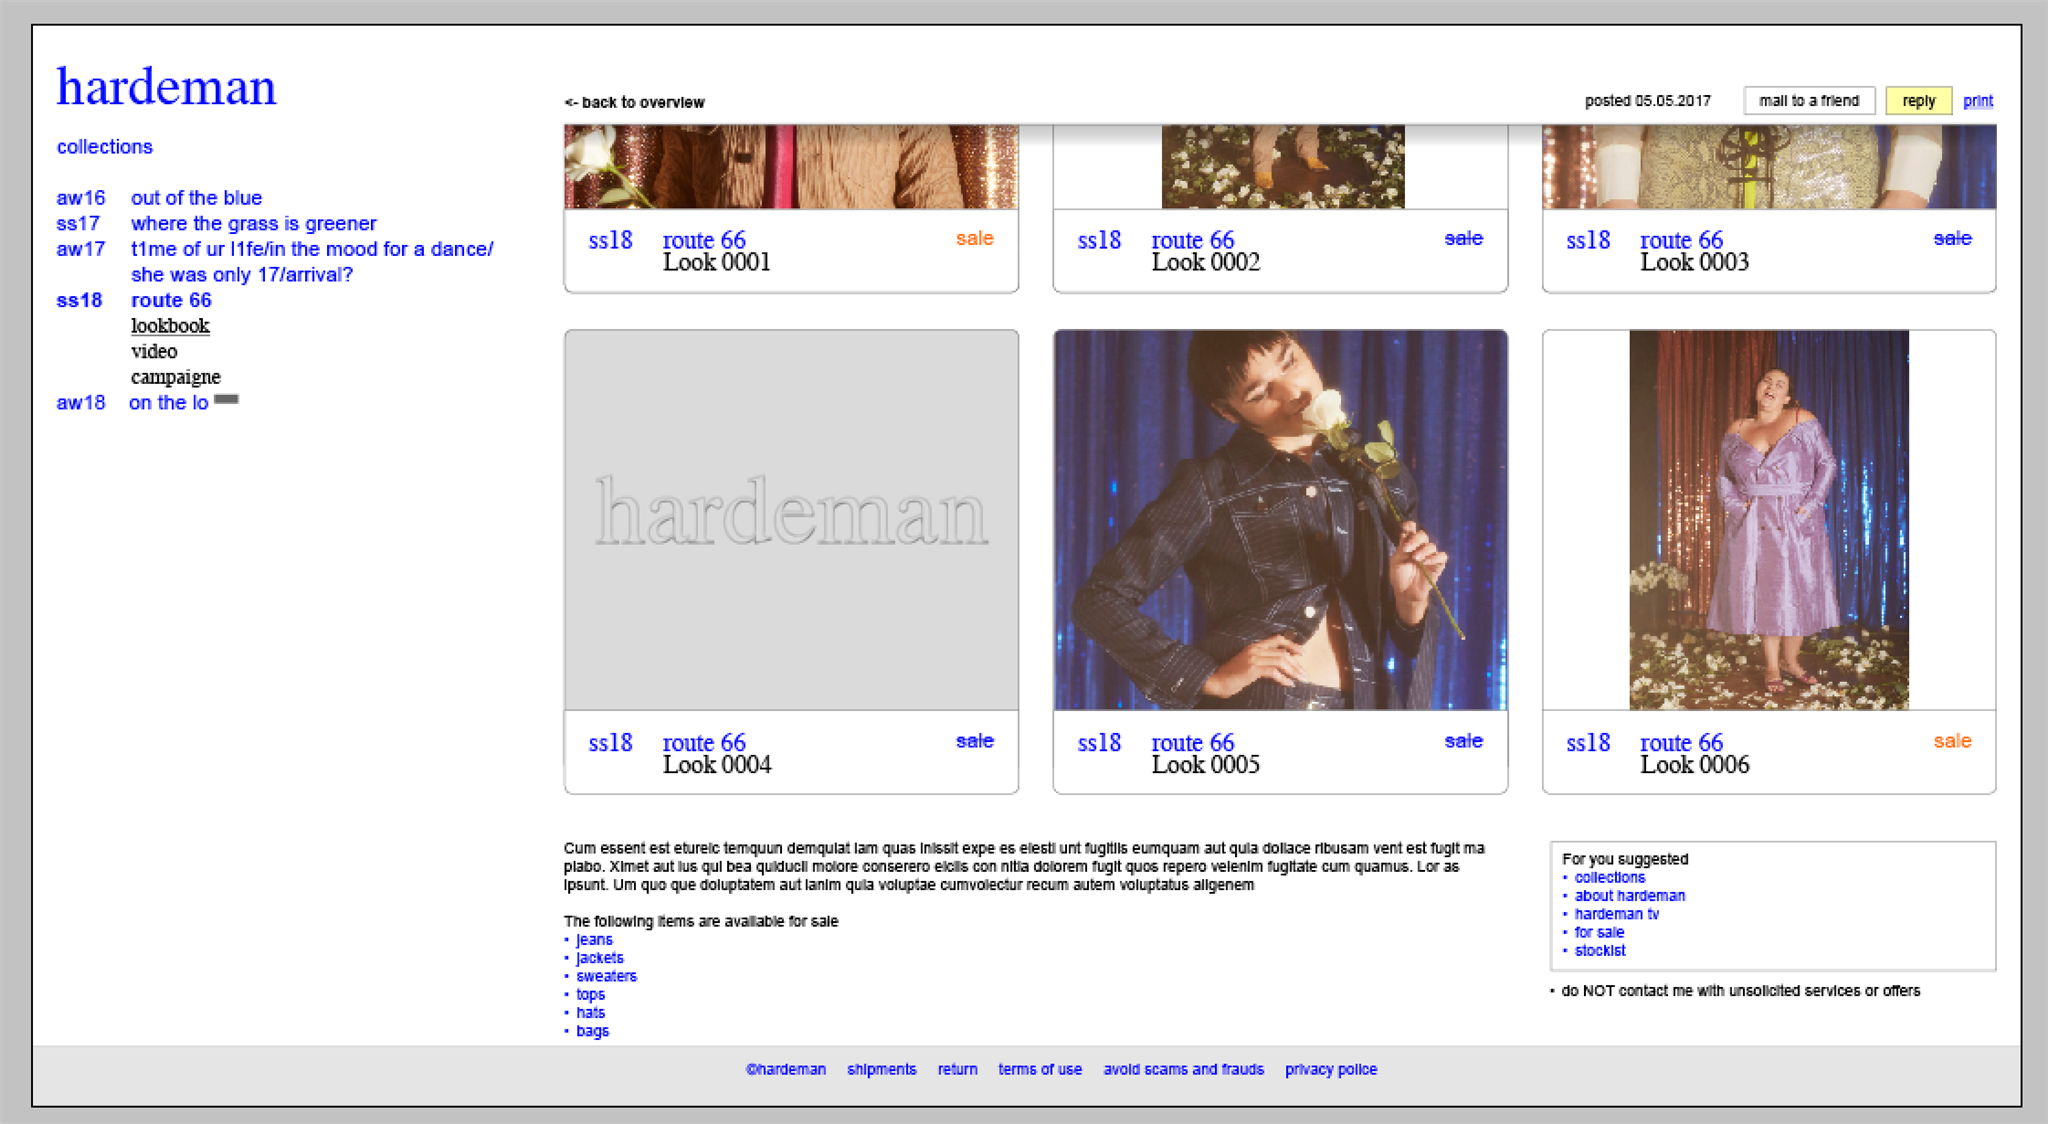 hardeman
collections
aw16 out of the blue
ss17 where the grass is greener
aw17 t1me of ur l1fe/in the mood for a dance/
she was only 17/arrival?
ss18 route 66
lookbook
video
campaigne
aw18 on the lo
<- back to overview
posted 05.05.2017
mail to a friend
reply
print
ss18 route 66 sale
Look 0001
ss18 route 66 sale
Look 0002
ss18 route 66 sale
Look 0003
hardeman
ss18 route 66 sale
Look 0004
ss18 route 66 sale
Look 0005
ss18 route 66 sale
Look 0006
Cum essent est etureic temquun demquiat lam quas inissit expe es elesti unt fugitiis eumquam aut quia dollace ribusam vent est fugit ma
plabo. Ximet aut ius qui bea quiducil molore conserero eiciis con nitia dolorem fugit quos repero velenim fugitate cum quamus. Lor as
ipsunt. Um quo que doluptatem aut lanim quia voluptae cumvolectur recum autem voluptatus aligenem
The following items are available for sale
• jeans
• jackets
• sweaters
• tops
• hats
• bags
For you suggested
• collections
• about hardeman
• hardeman tv
• for sale
• stockist
• do NOT contact me with unsolicited services or offers
©hardeman shipments return terms of use avoid scams and frauds privacy police